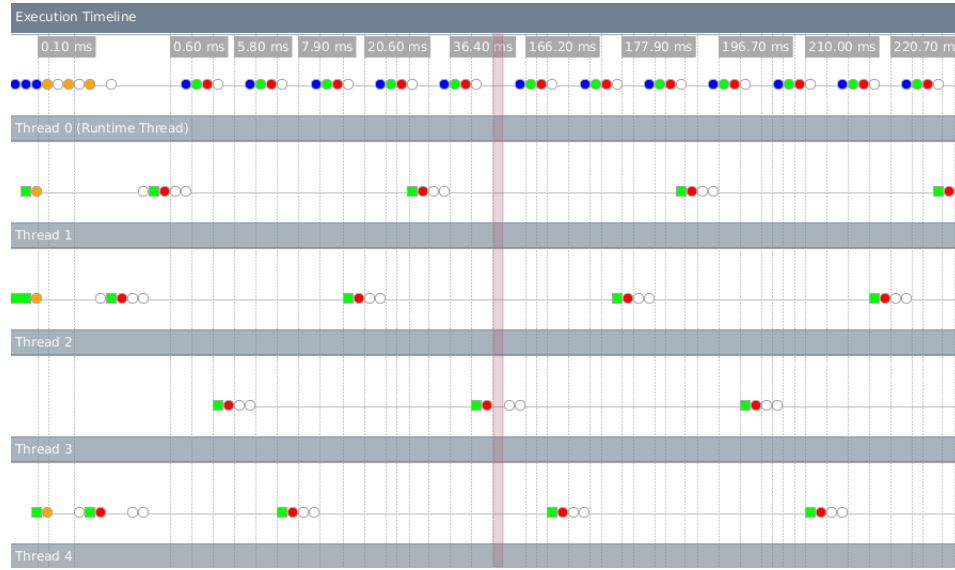 Execution Timeline
0.10 ms 0.60 ms 5.80 ms 7.90 ms 20.60 ms 36.40 ms 166.20 ms 177.90 ms 196.70 ms 210.00 ms 220.70 m
Thread 0 (Runtime Thread)
Thread 1
Thread 2
Thread 3
Thread 4